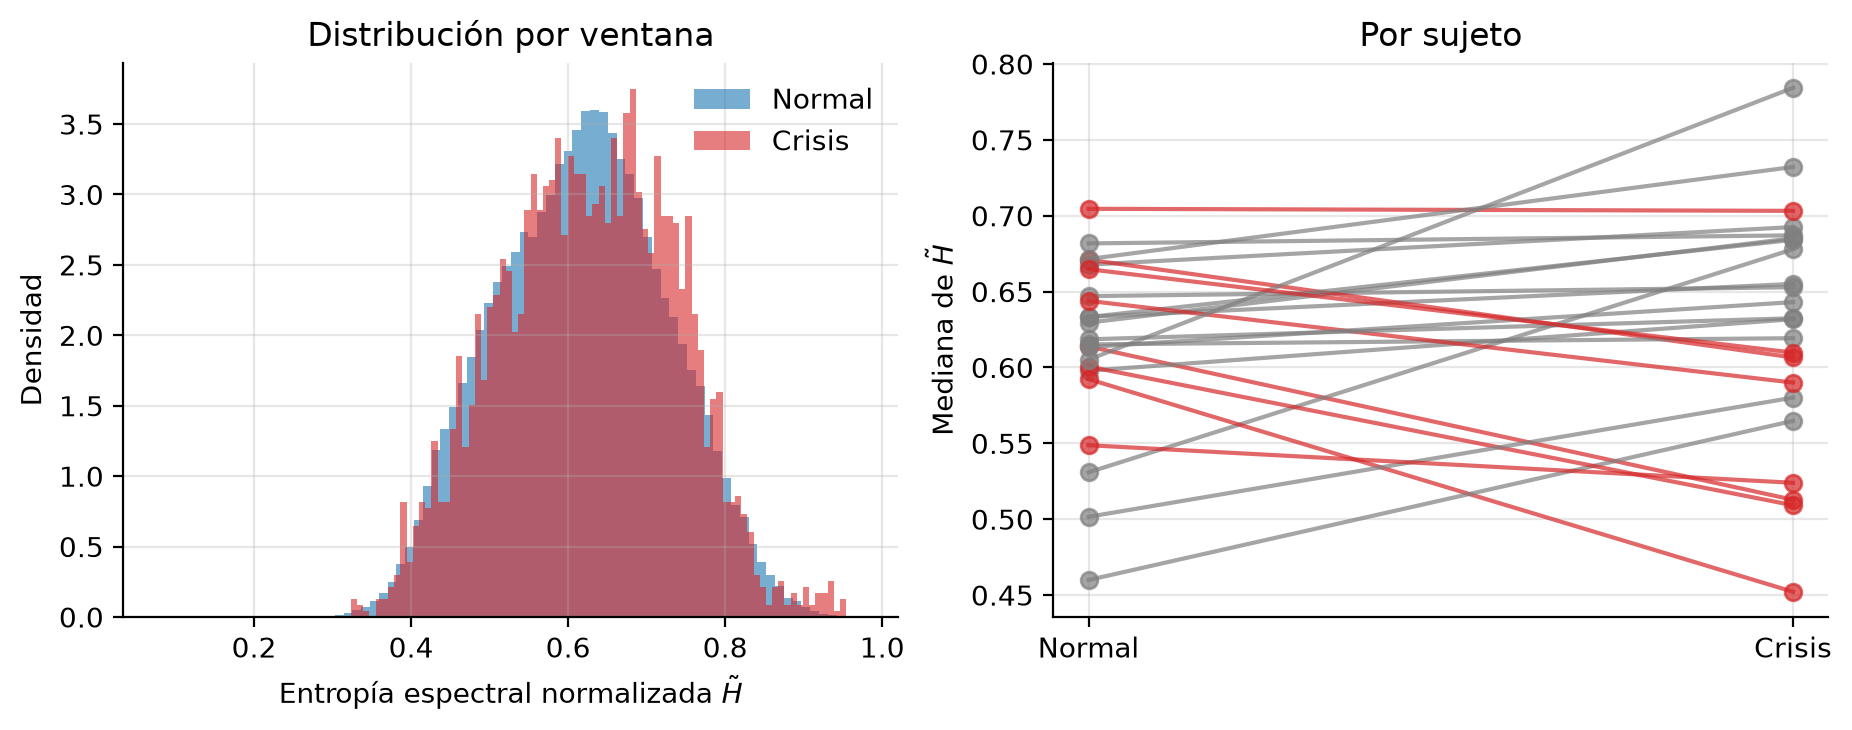 Distribución por ventana
Densidad
3.5
3.0
2.5
2.0
1.5
1.0
0.5
0.0
0.2
0.4
0.6
0.8
1.0
Entropía espectral normalizada H̃
Normal
Crisis
Por sujeto
Mediana de H̃
0.80
0.75
0.70
0.65
0.60
0.55
0.50
0.45
Normal
Crisis